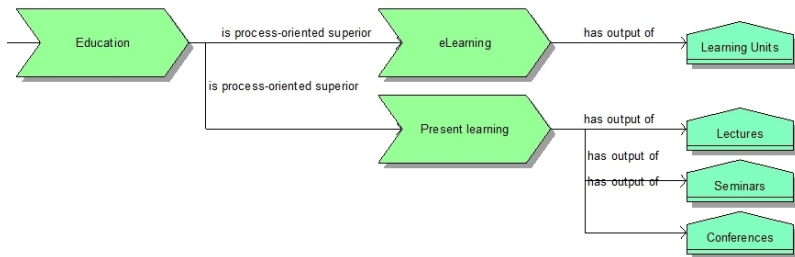 Education
is process-oriented superior
eLearning
has output of
Learning Units
is process-oriented superior
Present learning
has output of
Lectures
has output of
has output of
Seminars
Conferences